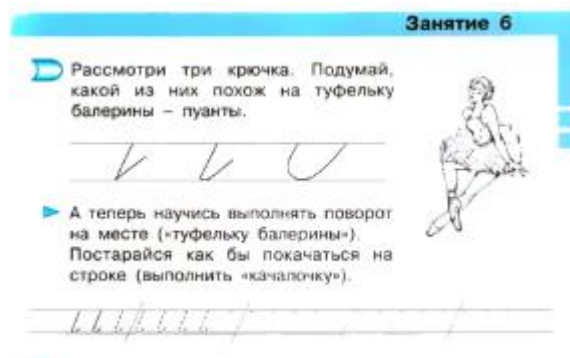 Занятие 6
Рассмотри три крючка. Подумай,
какой из них похож на туфельку
балерины – пуанты.
А теперь научись выполнять поворот
на месте («туфельку балерины»).
Постарайся как бы покачаться на
строке (выполнить «качалочку»).